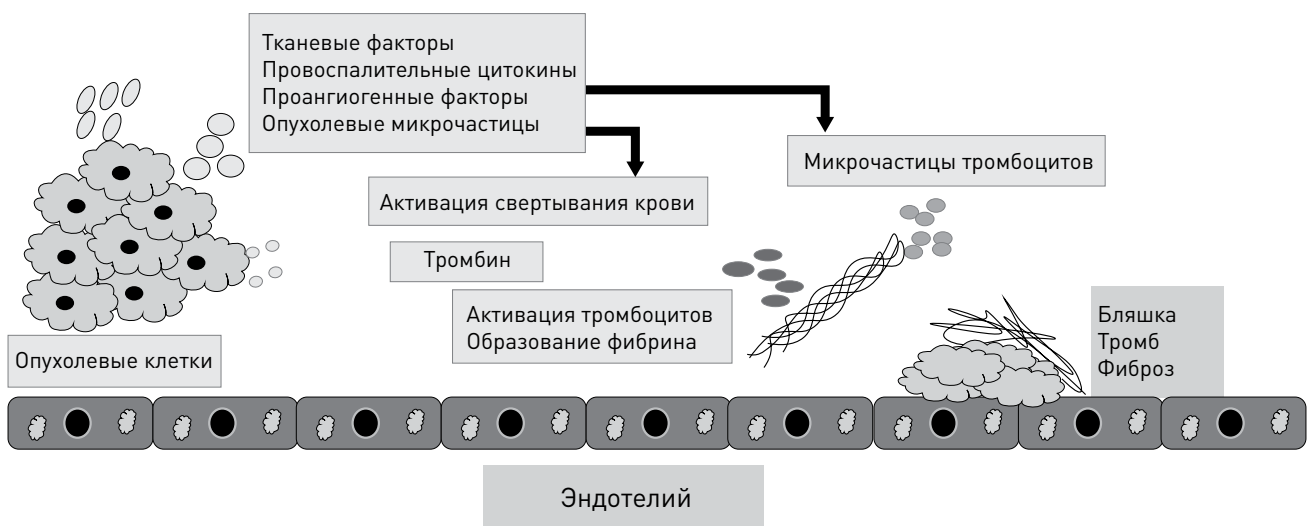 Тканевые факторы
Провоспалительные цитокины
Проангиогенные факторы
Опухолевые микрочастицы
Микрочастицы тромбоцитов
Активация свертывания крови
Тромбин
Активация тромбоцитов
Образование фибрина
Бляшка
Тромб
Фиброз
Опухолевые клетки
Эндотелий